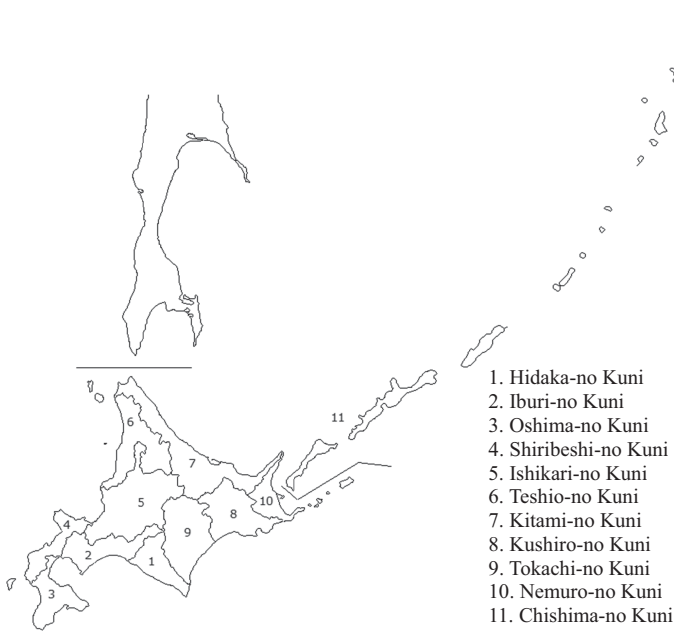 11
6
7
10
5
8
4
9
2
1
3
1. Hidaka-no Kuni
2. Iburi-no Kuni
3. Oshima-no Kuni
4. Shiribeshi-no Kuni
5. Ishikari-no Kuni
6. Teshio-no Kuni
7. Kitami-no Kuni
8. Kushiro-no Kuni
9. Tokachi-no Kuni
10. Nemuro-no Kuni
11. Chishima-no Kuni